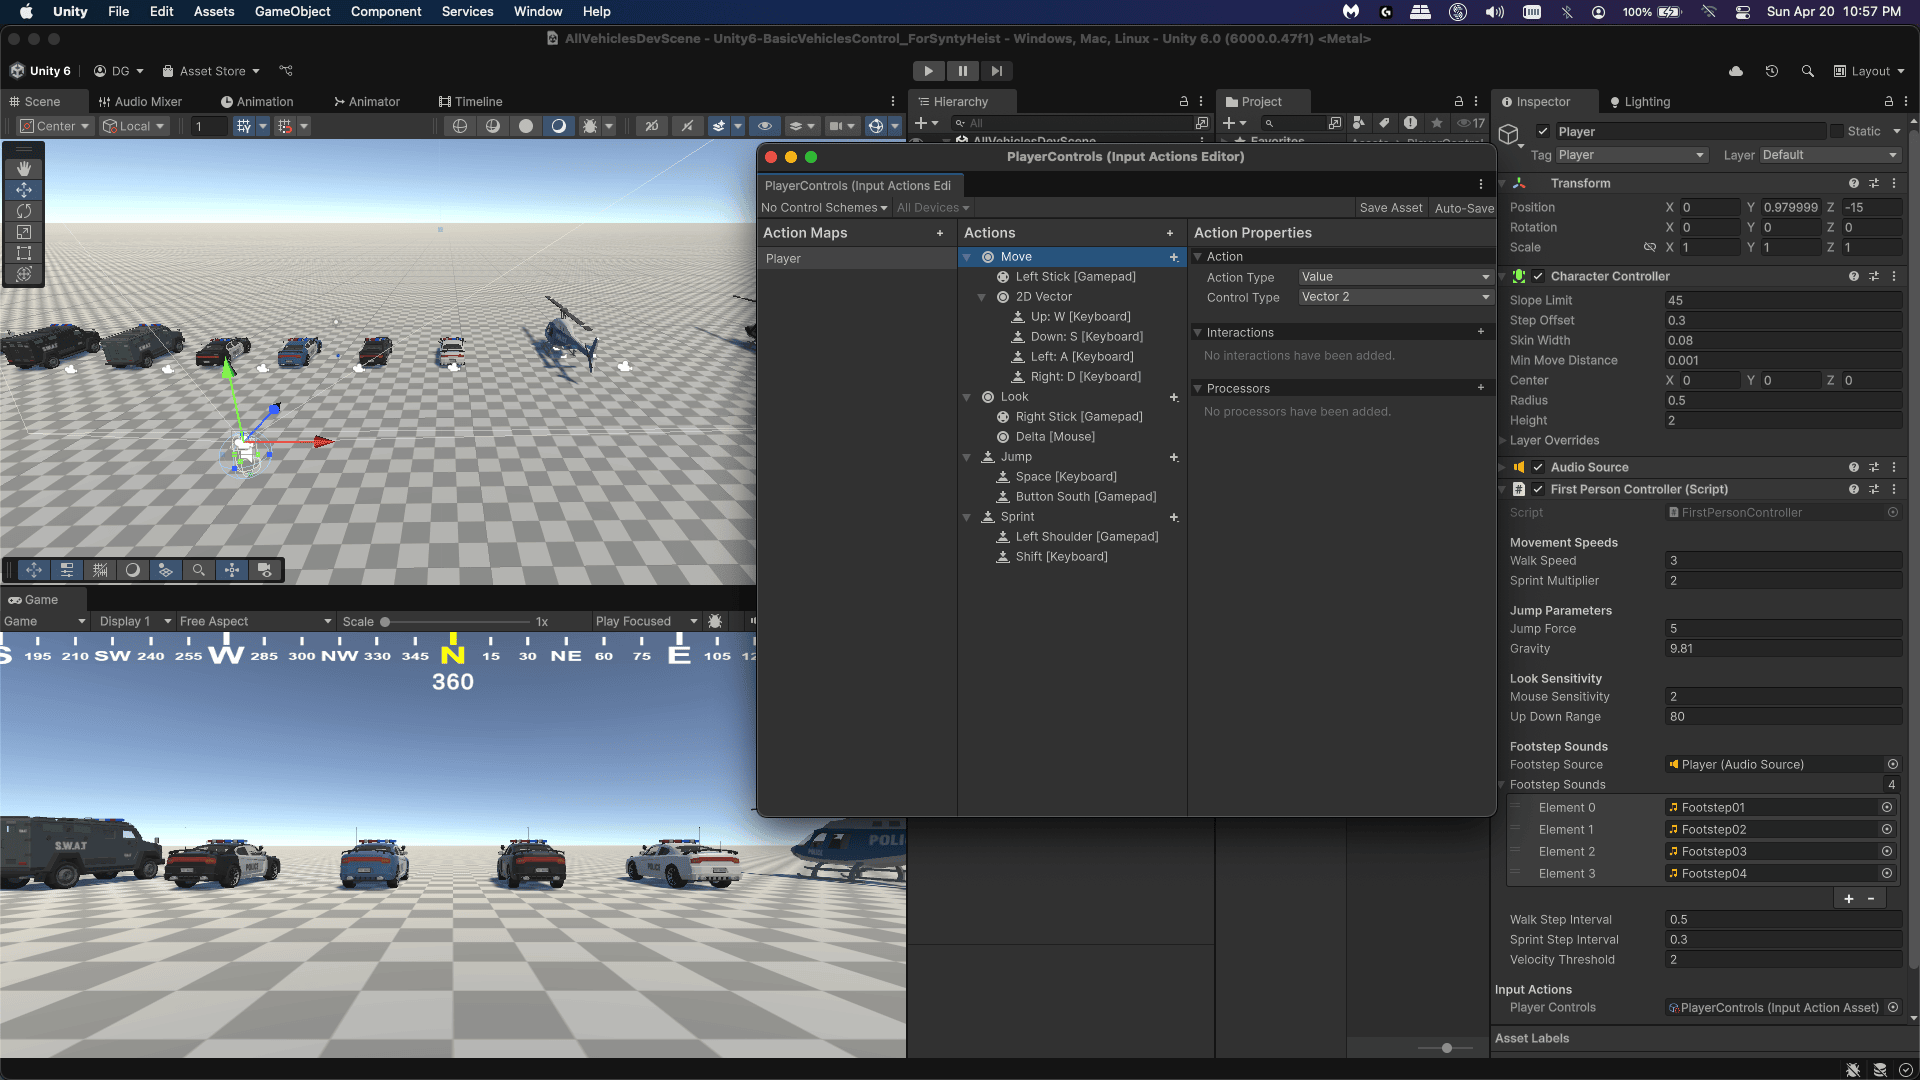 Unity File Edit Assets GameObject Component Services Window Help
100% Sun Apr 20 10:57 PM
AllVehiclesDevScene - Unity6-BasicVehiclesControl_ForSyntyHeist - Windows, Mac, Linux - Unity 6.0 (6000.0.47f1) <Metal>
Unity 6 DG Asset Store Layout
Scene Audio Mixer Animation Animator Timeline
Center Local 1 2D
Hierarchy
All
AllVehiclesDevScene
Project
17
Favorites
PlayerControls (Input Actions Editor)
PlayerControls (Input Actions Edi
No Control Schemes All Devices Save Asset Auto-Save
Action Maps +
Player
Actions +
Move
Left Stick [Gamepad]
2D Vector
Up: W [Keyboard]
Down: S [Keyboard]
Left: A [Keyboard]
Right: D [Keyboard]
Look
Right Stick [Gamepad]
Delta [Mouse]
Jump
Space [Keyboard]
Button South [Gamepad]
Sprint
Left Shoulder [Gamepad]
Shift [Keyboard]
Action Properties
Action
Action Type Value
Control Type Vector 2
Interactions +
No interactions have been added.
Processors +
No processors have been added.
Game
Game Display 1 Free Aspect Scale 1x Play Focused
S 195 210 SW 240 255 W 285 300 NW 330 345 N 15 30 NE 60 75 E 105 12
360
S.W.A.T
POLI
Inspector Lighting
Player Static
Tag Player Layer Default
Transform
Position X 0 Y 0.979999 Z -15
Rotation X 0 Y 0 Z 0
Scale X 1 Y 1 Z 1
Character Controller
Slope Limit 45
Step Offset 0.3
Skin Width 0.08
Min Move Distance 0.001
Center X 0 Y 0 Z 0
Radius 0.5
Height 2
Layer Overrides
Audio Source
First Person Controller (Script)
Script FirstPersonController
Movement Speeds
Walk Speed 3
Sprint Multiplier 2
Jump Parameters
Jump Force 5
Gravity 9.81
Look Sensitivity
Mouse Sensitivity 2
Up Down Range 80
Footstep Sounds
Footstep Source Player (Audio Source)
Footstep Sounds 4
Element 0 Footstep01
Element 1 Footstep02
Element 2 Footstep03
Element 3 Footstep04
+ -
Walk Step Interval 0.5
Sprint Step Interval 0.3
Velocity Threshold 2
Input Actions
Player Controls PlayerControls (Input Action Asset)
Asset Labels